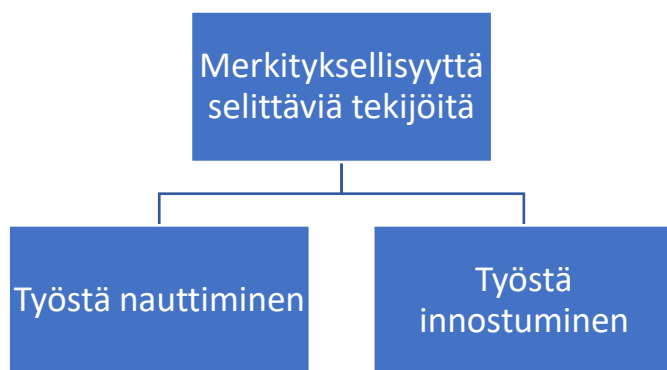 Merkityksellisyyttä
selittäviä tekijöitä
Työstä nauttiminen
Työstä
innostuminen